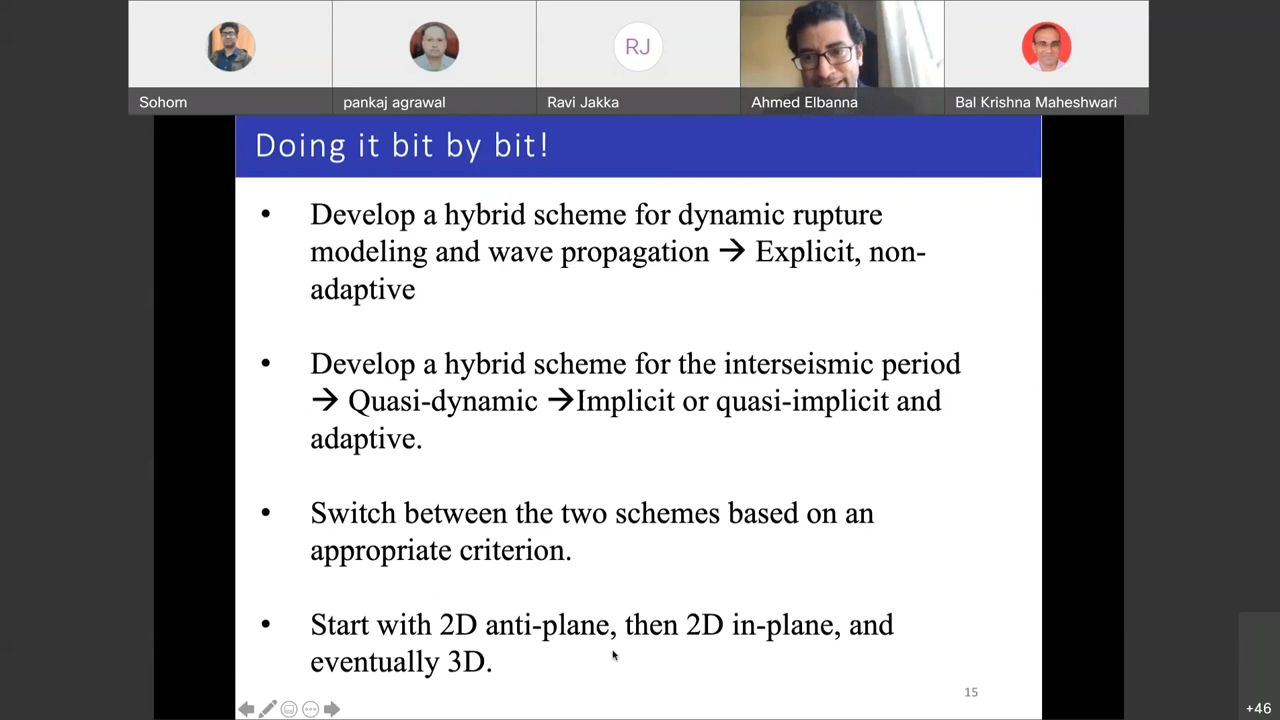 RJ
Sohom
pankaj agrawal
Ravi Jakka
Ahmed Elbanna
Bal Krishna Maheshwari
Doing it bit by bit!
• Develop a hybrid scheme for dynamic rupture
modeling and wave propagation → Explicit, non-
adaptive
• Develop a hybrid scheme for the interseismic period
→ Quasi-dynamic →Implicit or quasi-implicit and
adaptive.
• Switch between the two schemes based on an
appropriate criterion.
• Start with 2D anti-plane, then 2D in-plane, and
eventually 3D.
15
+46